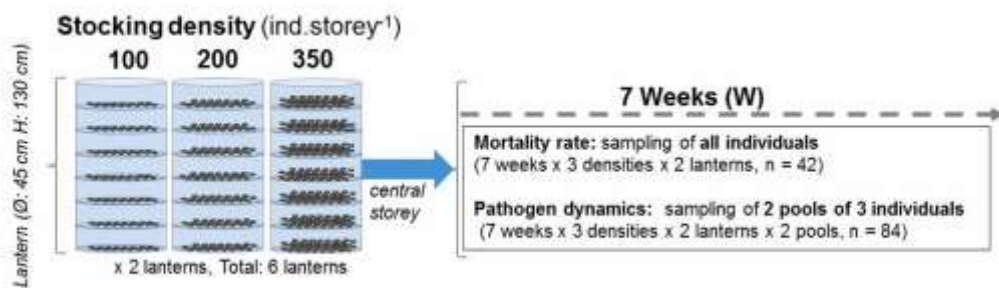 Stocking density (ind.storey⁻¹)
100 200 350
Lantern (Ø: 45 cm H: 130 cm)
x 2 lanterns, Total: 6 lanterns
central
storey
7 Weeks (W)
Mortality rate: sampling of all individuals
(7 weeks x 3 densities x 2 lanterns, n = 42)
Pathogen dynamics: sampling of 2 pools of 3 individuals
(7 weeks x 3 densities x 2 lanterns x 2 pools, n = 84)